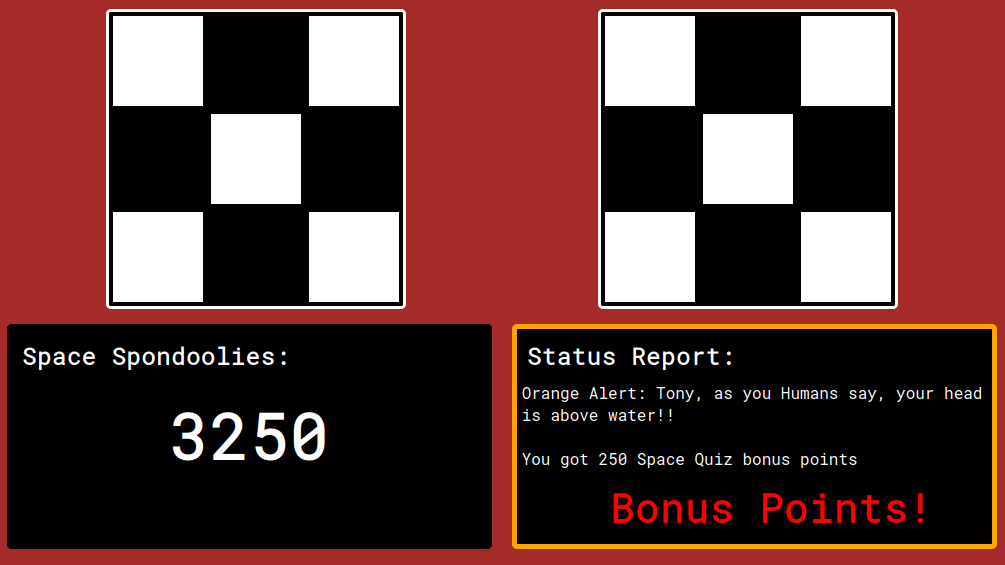 Space Spondoolies:
3250
Status Report:
Orange Alert: Tony, as you Humans say, your head
is above water!!
You got 250 Space Quiz bonus points
Bonus Points!